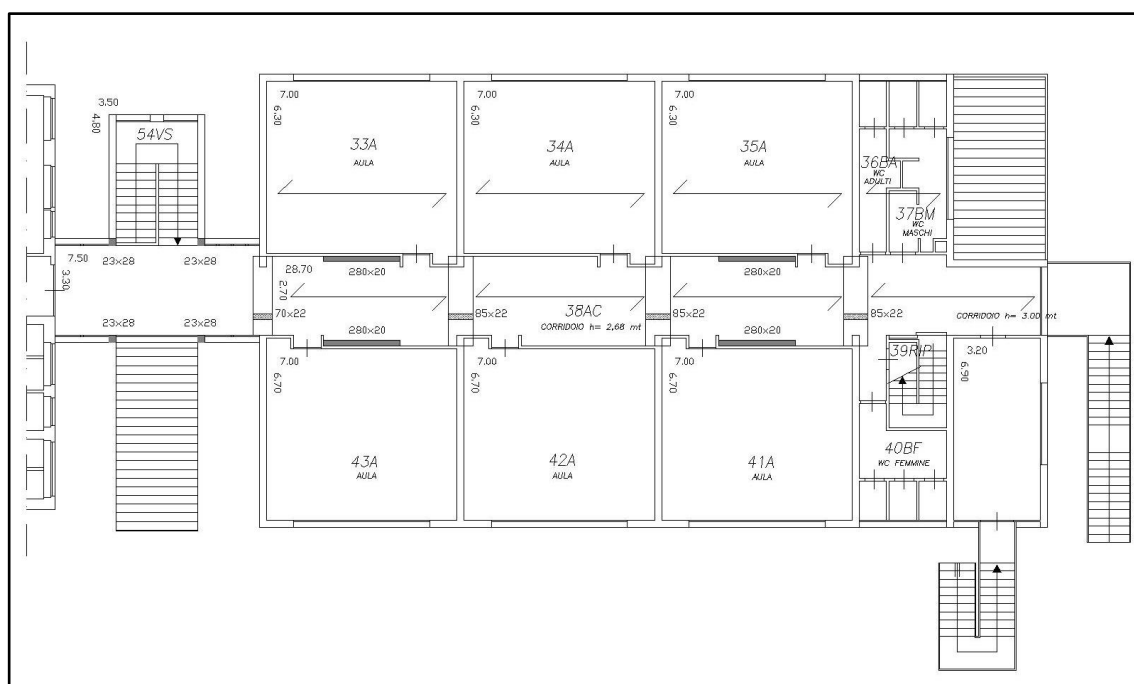 3.50
4.80
54VS
7.00
6.30
33A
AULA
7.00
6.30
34A
AULA
7.00
6.30
35A
AULA
36BA
WC
ADULTI
37BM
WC
MASCHI
7.50
3.30
23x28
23x28
23x28
23x28
28.70
2.70
280x20
280x20
70x22
85x22
38AC
CORRIDOIO h= 2,68 mt
85x22
280x20
280x20
85x22
CORRIDOIO h= 3.00 mt
39RIP
3.20
6.90
7.00
6.70
43A
AULA
7.00
6.70
42A
AULA
7.00
6.70
41A
AULA
40BF
WC FEMMINE